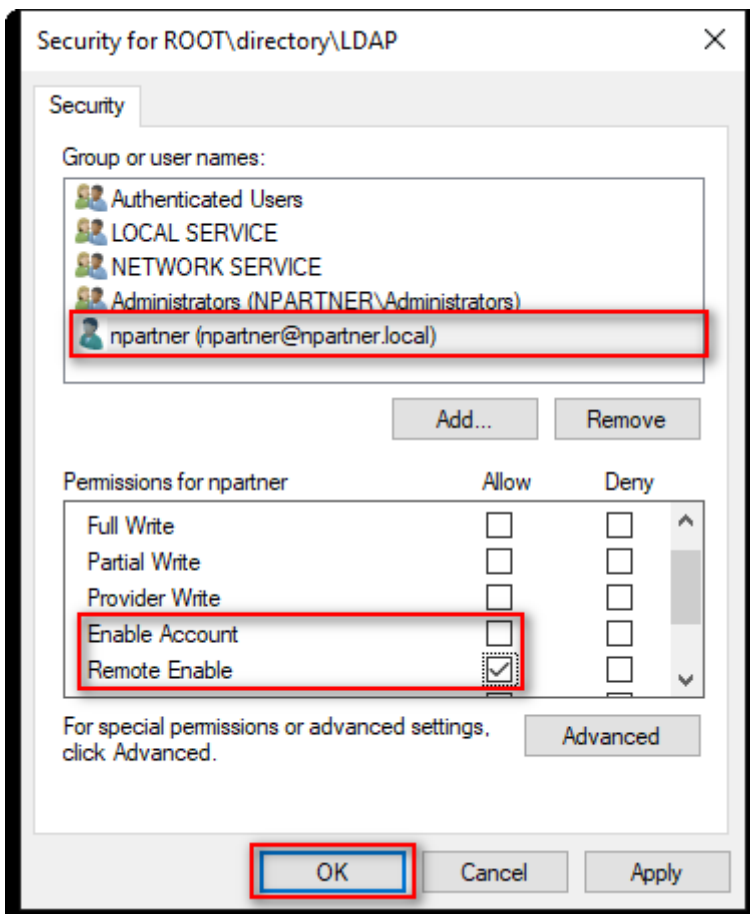 Security for ROOT\directory\LDAP
Security
Group or user names:
Authenticated Users
LOCAL SERVICE
NETWORK SERVICE
Administrators (NPARTNER\Administrators)
npartner (npartner@npartner.local)
Add... Remove
Permissions for npartner Allow Deny
Full Write
Partial Write
Provider Write
Enable Account
Remote Enable
For special permissions or advanced settings,
click Advanced.
Advanced
OK Cancel Apply